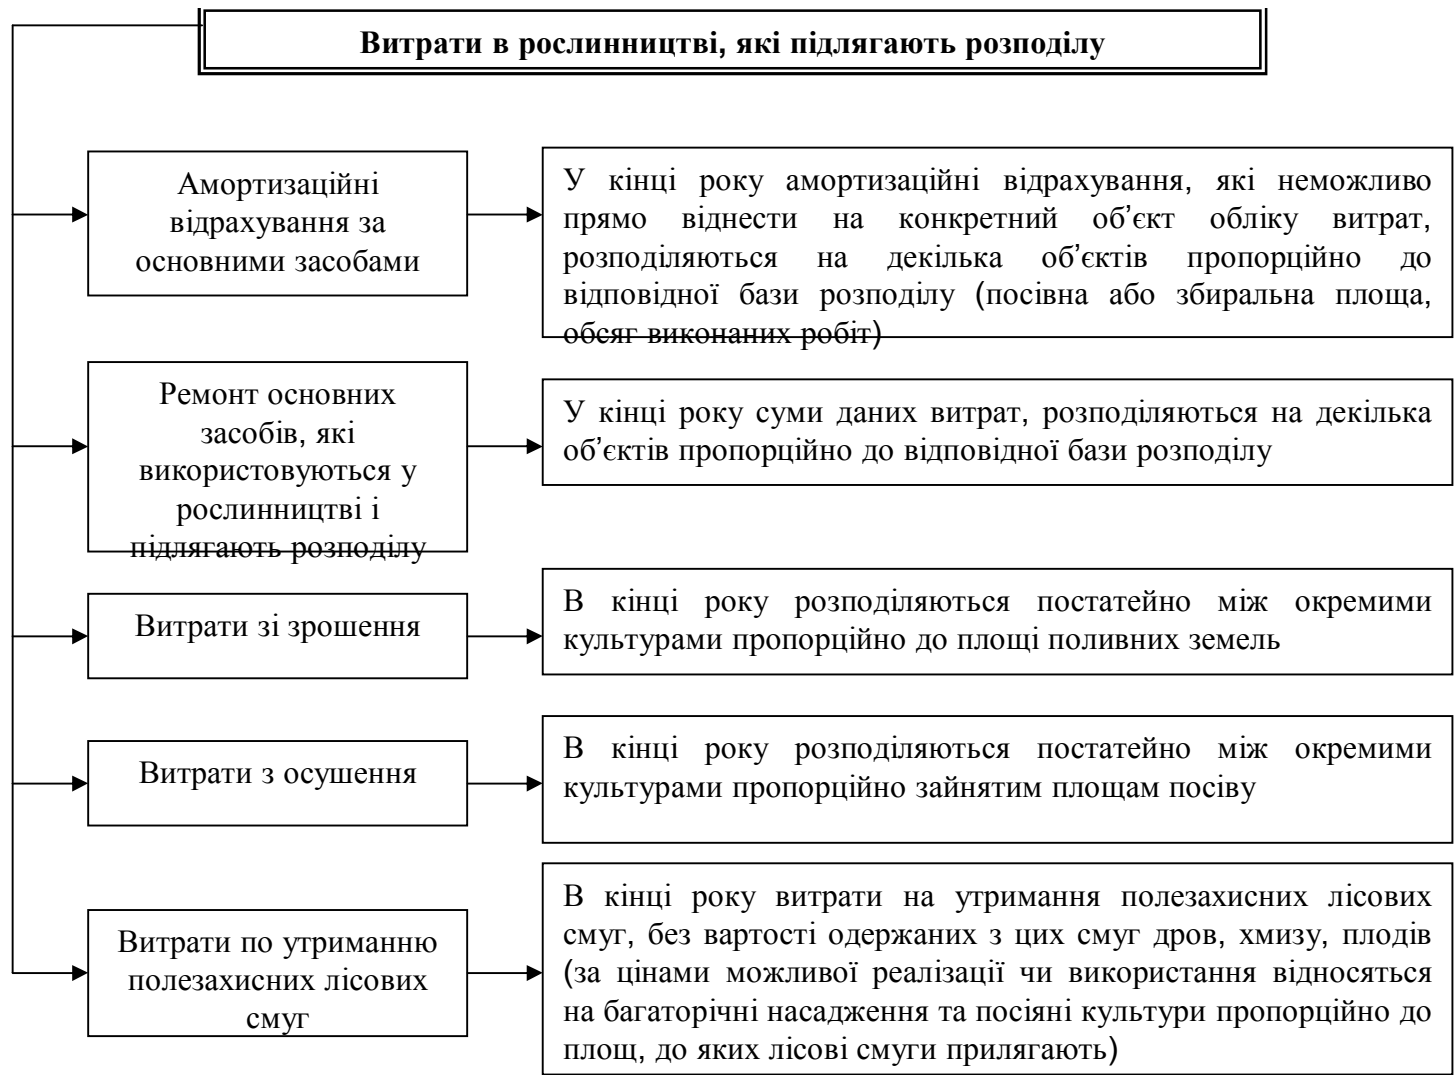 Витрати в рослинництві, які підлягають розподілу
Амортизаційні
відрахування за
основними засобами
У кінці року амортизаційні відрахування, які неможливо
прямо віднести на конкретний об’єкт обліку витрат,
розподіляються на декілька об’єктів пропорційно до
відповідної бази розподілу (посівна або збиральна площа,
обсяг виконаних робіт)
Ремонт основних
засобів, які
використовуються у
рослинництві і
підлягають розподілу
У кінці року суми даних витрат, розподіляються на декілька
об’єктів пропорційно до відповідної бази розподілу
Витрати зі зрошення
В кінці року розподіляються постатейно між окремими
культурами пропорційно до площі поливних земель
Витрати з осушення
В кінці року розподіляються постатейно між окремими
культурами пропорційно зайнятим площам посіву
Витрати по утриманню
полезахисних лісових
смуг
В кінці року витрати на утримання полезахисних лісових
смуг, без вартості одержаних з цих смуг дров, хмизу, плодів
(за цінами можливої реалізації чи використання відносяться
на багаторічні насадження та посіяні культури пропорційно до
площ, до яких лісові смуги прилягають)